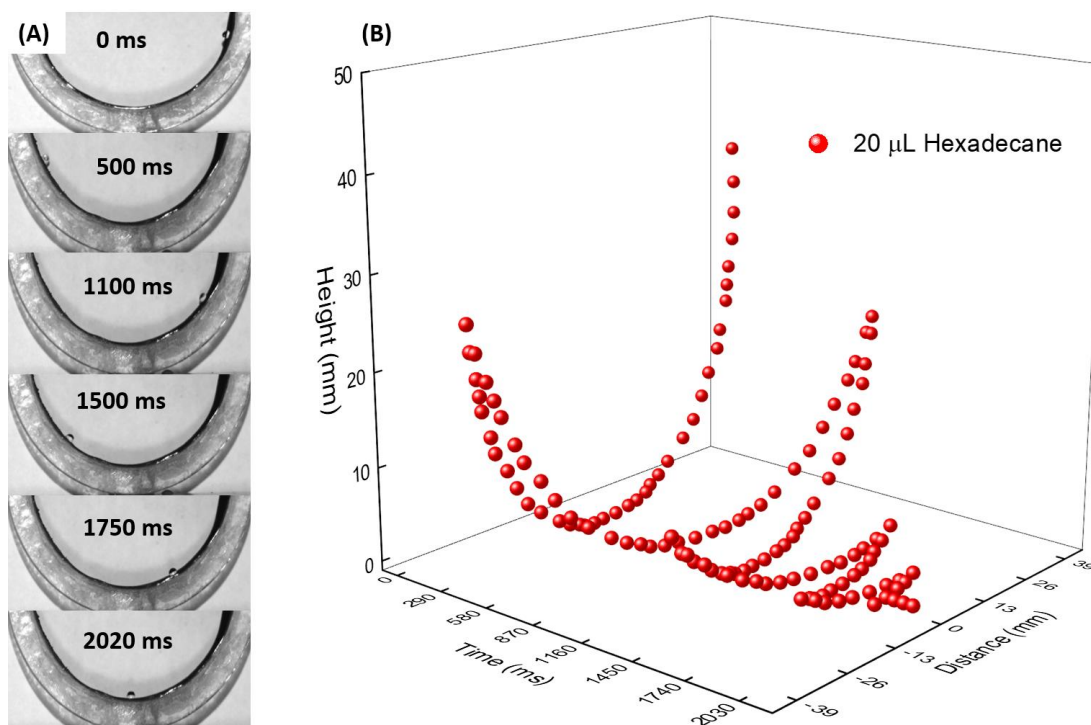 (A)
0 ms
500 ms
1100 ms
1500 ms
1750 ms
2020 ms
(B)
20 μL Hexadecane
Height (mm)
50
40
30
20
10
0
Time (ms)
0
290
580
870
1160
1450
1740
2030
Distance (mm)
-39
-26
-13
0
13
26
39